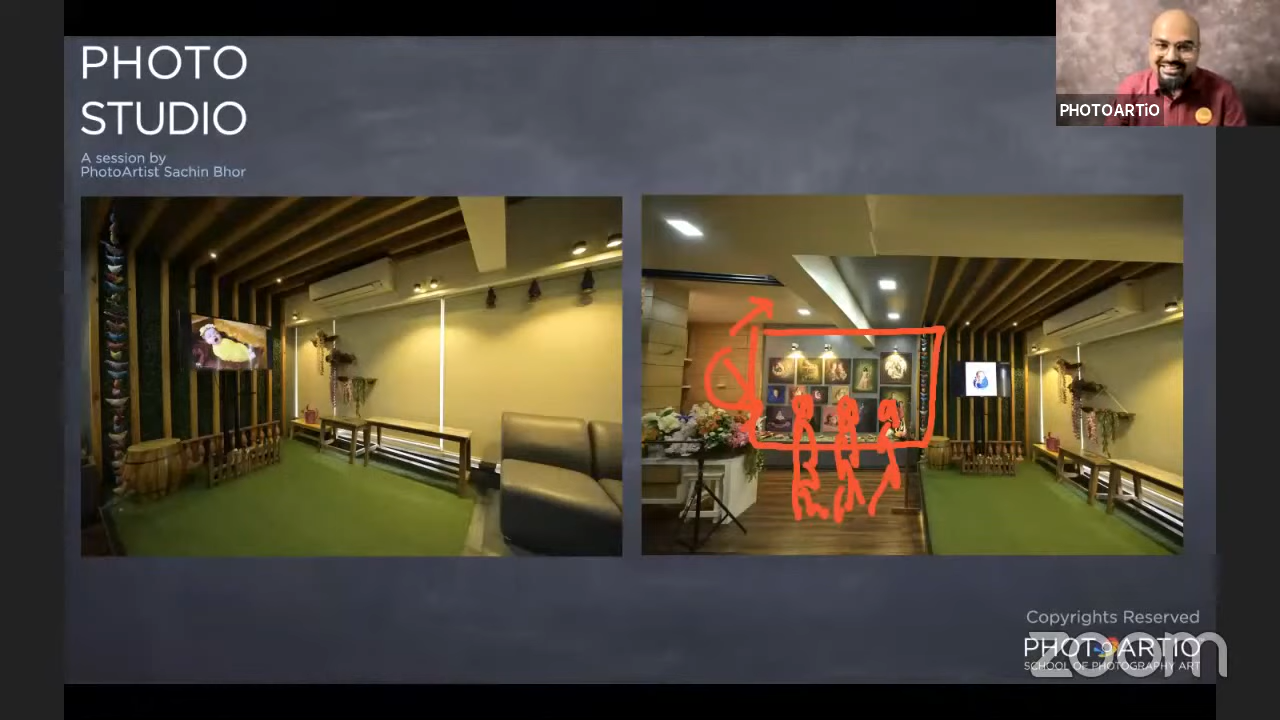 PHOTO
STUDIO
A session by
PhotoArtist Sachin Bhor
PHOTOARTiO
Copyrights Reserved
PHOTOARTIO
SCHOOL OF PHOTOGRAPHY ART
zoom